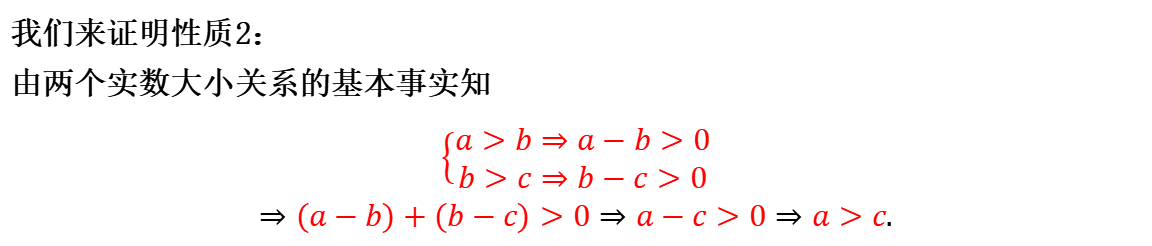 我们来证明性质2：
由两个实数大小关系的基本事实知
{a > b ⇒ a − b > 0
b > c ⇒ b − c > 0
⇒ (a − b) + (b − c) > 0 ⇒ a − c > 0 ⇒ a > c.